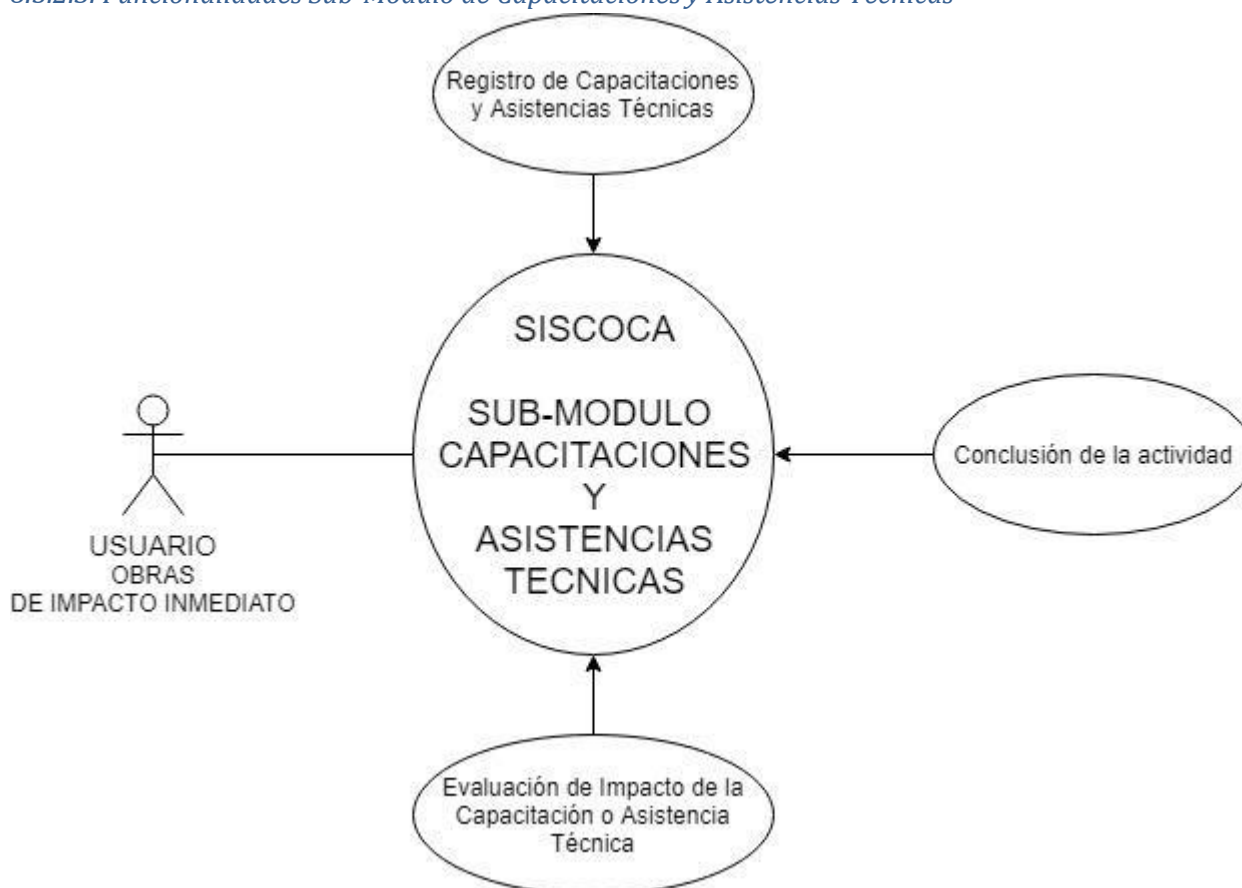 Funcionalidades Sub-Modulo de Capacitaciones y Asistencias Técnicas
Registro de Capacitaciones
y Asistencias Técnicas
SISCOCA
SUB-MODULO
CAPACITACIONES
Y
ASISTENCIAS
TECNICAS
Conclusión de la actividad
USUARIO
OBRAS
DE IMPACTO INMEDIATO
Evaluación de Impacto de la
Capacitación o Asistencia
Técnica